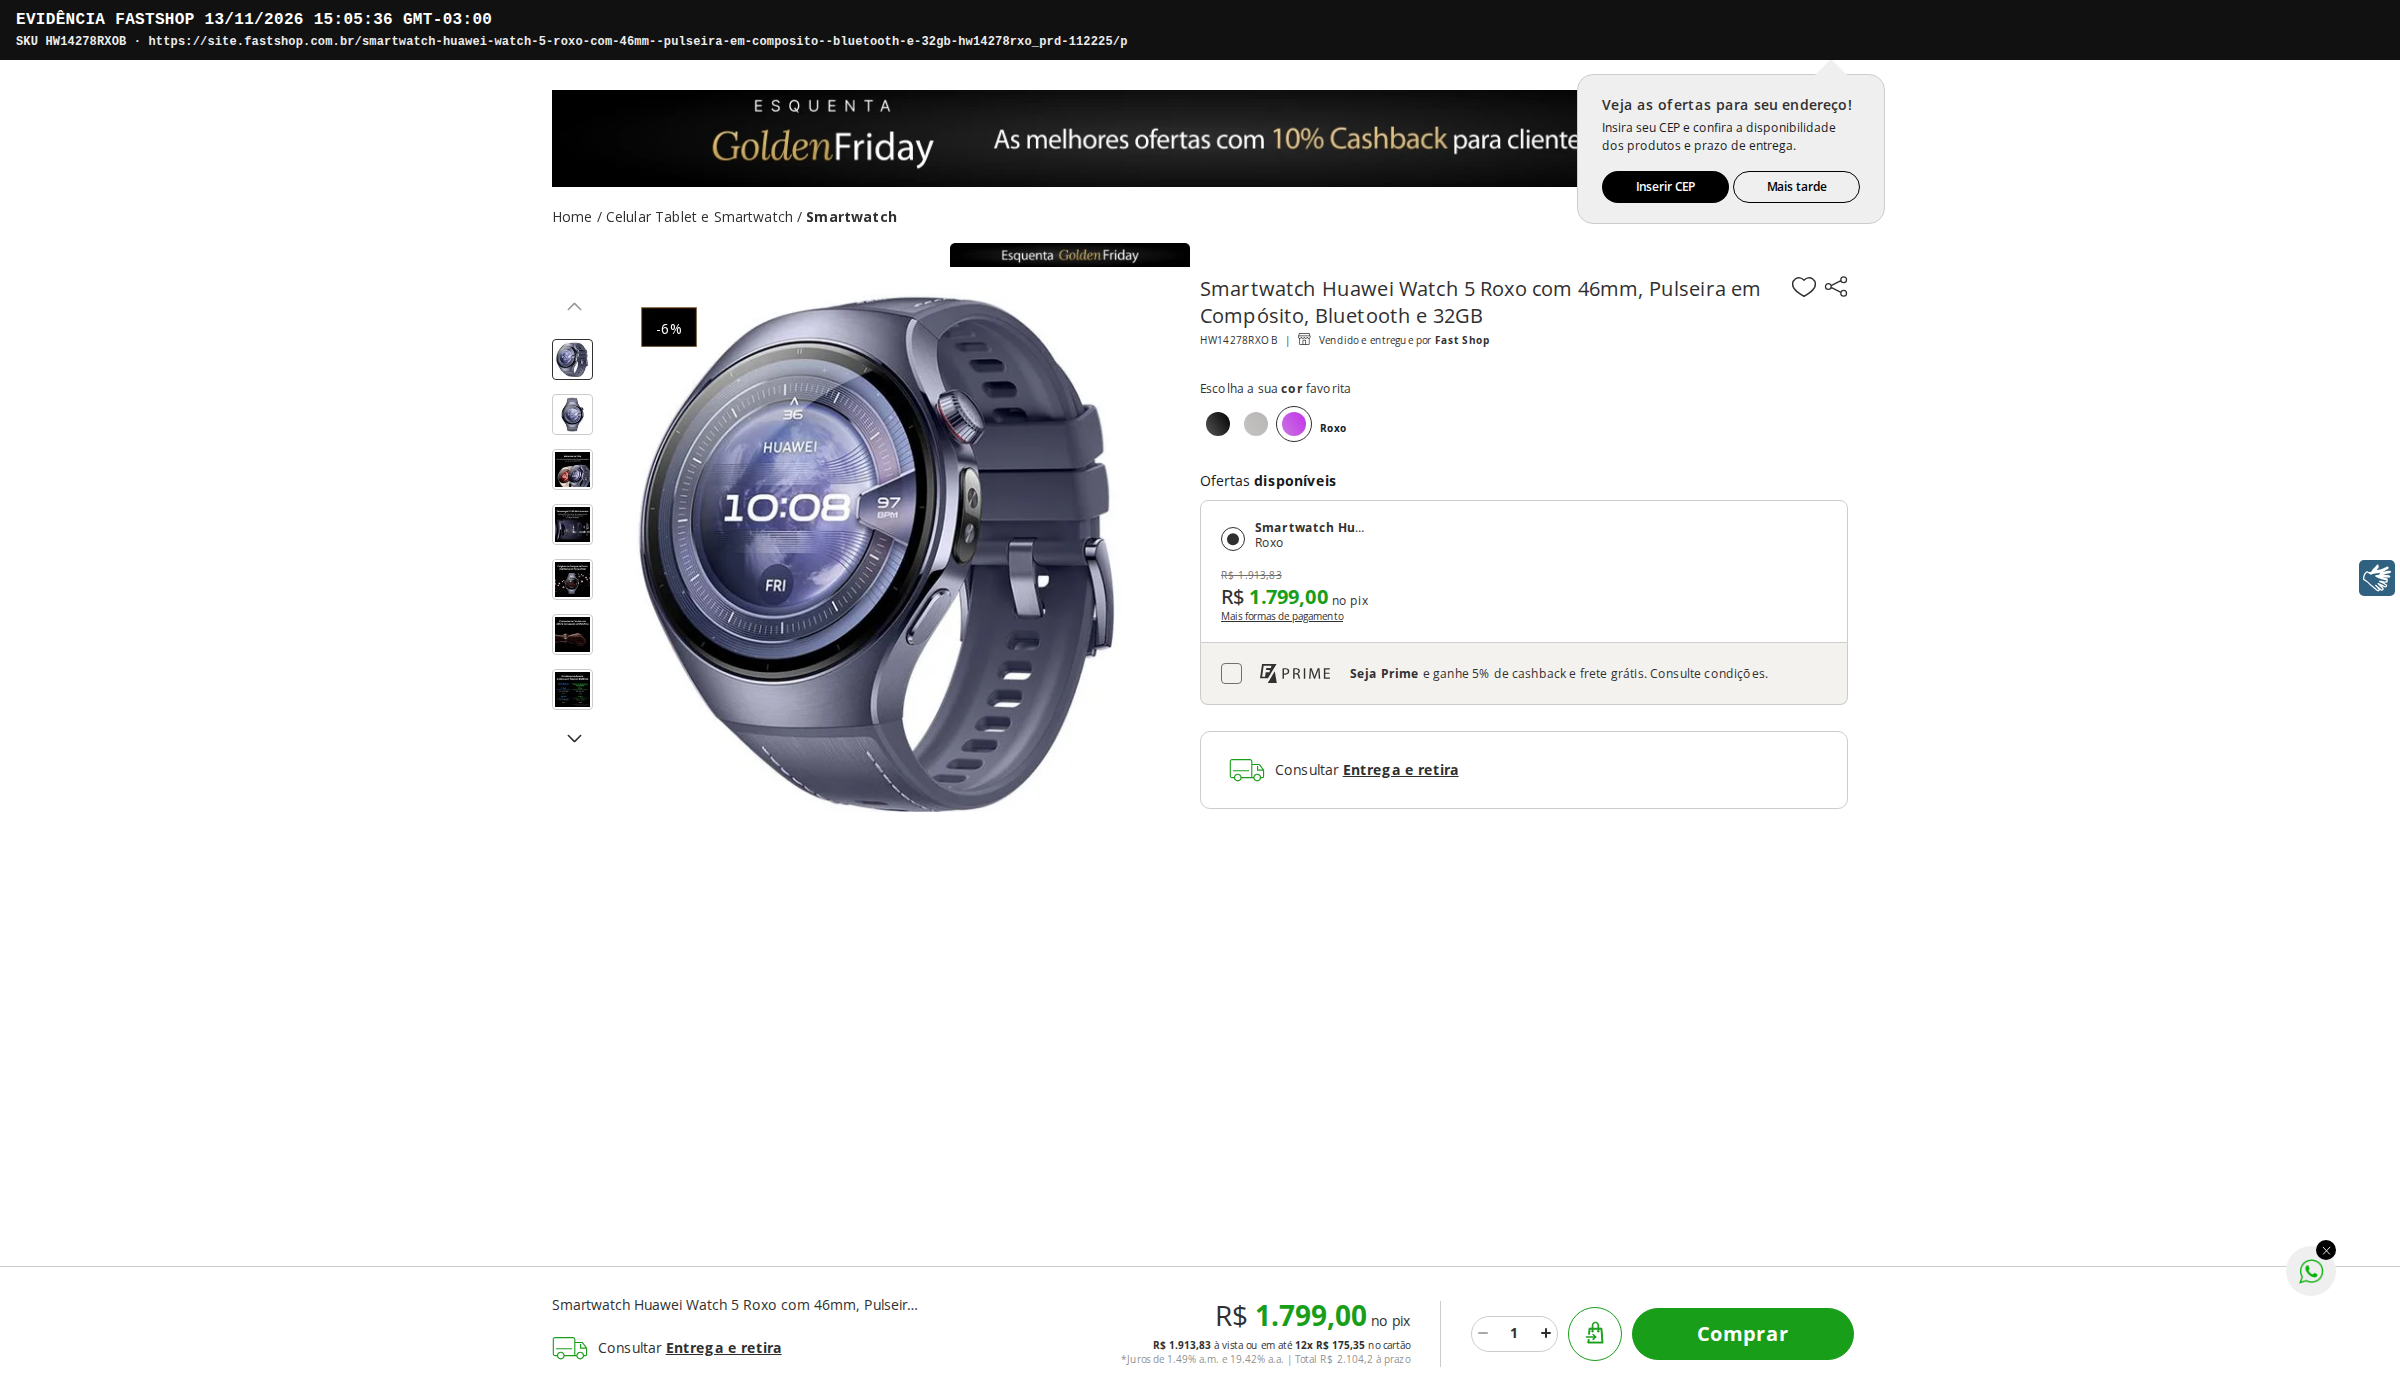 EVIDÊNCIA FASTSHOP 13/11/2026 15:05:36 GMT-03:00
SKU HW14278RXOB · https://site.fastshop.com.br/smartwatch-huawei-watch-5-roxo-com-46mm--pulseira-em-composito--bluetooth-e-32gb-hw14278rxo_prd-112225/p
ESQUENTA
GoldenFriday
As melhores ofertas com 10% Cashback para cliente
Veja as ofertas para seu endereço!
Insira seu CEP e confira a disponibilidade
dos produtos e prazo de entrega.
Inserir CEP
Mais tarde
Home / Celular Tablet e Smartwatch / Smartwatch
Esquenta GoldenFriday
-6%
36
HUAWEI
10:08
97
BPM
FRI
Smartwatch Huawei Watch 5 Roxo com 46mm, Pulseira em
Compósito, Bluetooth e 32GB
HW14278RXOB | Vendido e entregue por Fast Shop
Escolha a sua cor favorita
Roxo
Ofertas disponíveis
Smartwatch Hu...
Roxo
R$ 1.913,83
R$ 1.799,00 no pix
Mais formas de pagamento
PRIME Seja Prime e ganhe 5% de cashback e frete grátis. Consulte condições.
Consultar Entrega e retira
Smartwatch Huawei Watch 5 Roxo com 46mm, Pulseir...
Consultar Entrega e retira
R$ 1.799,00 no pix
R$ 1.913,83 à vista ou em até 12x R$ 175,35 no cartão
*Juros de 1.49% a.m. e 19.42% a.a. | Total R$ 2.104,2 à prazo
1
Comprar